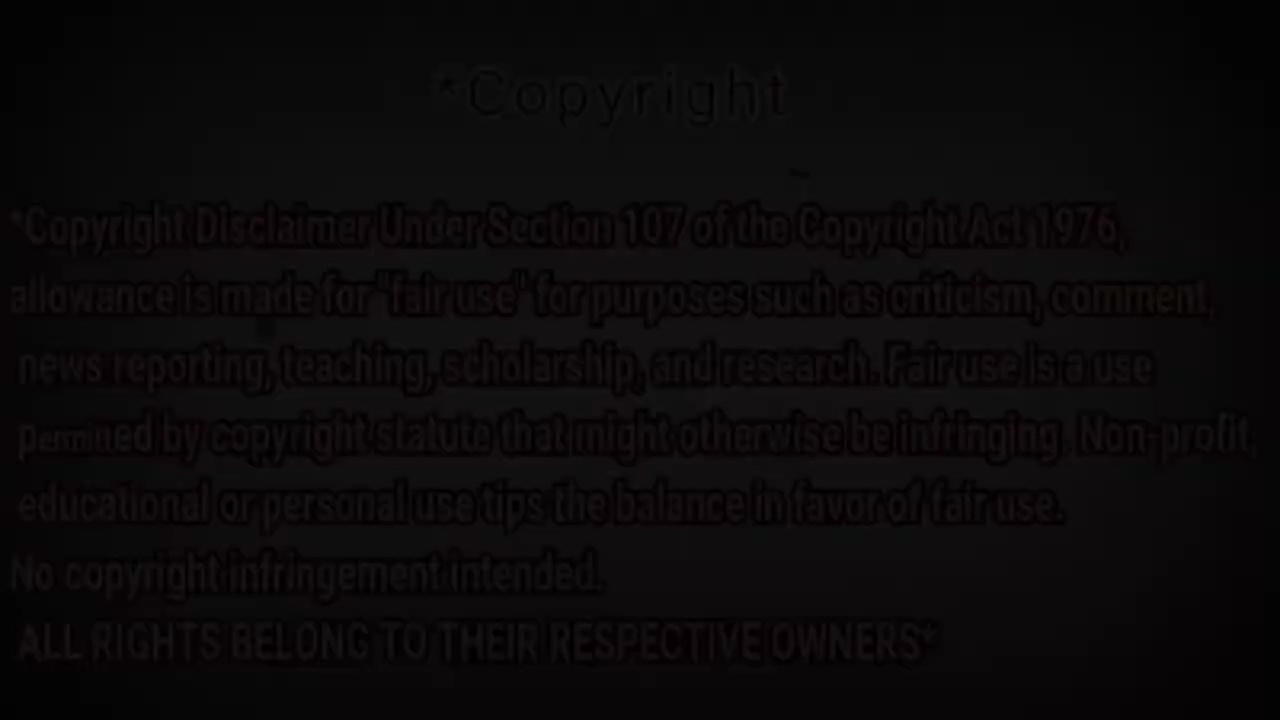 *Copyright
*Copyright Disclaimer Under Section 107 of the Copyright Act 1976,
allowance is made for "fair use" for purposes such as criticism, comment,
news reporting, teaching, scholarship, and research. Fair use is a use
permitted by copyright statute that might otherwise be infringing. Non-profit,
educational or personal use tips the balance in favor of fair use.
No copyright infringement intended.
ALL RIGHTS BELONG TO THEIR RESPECTIVE OWNERS*